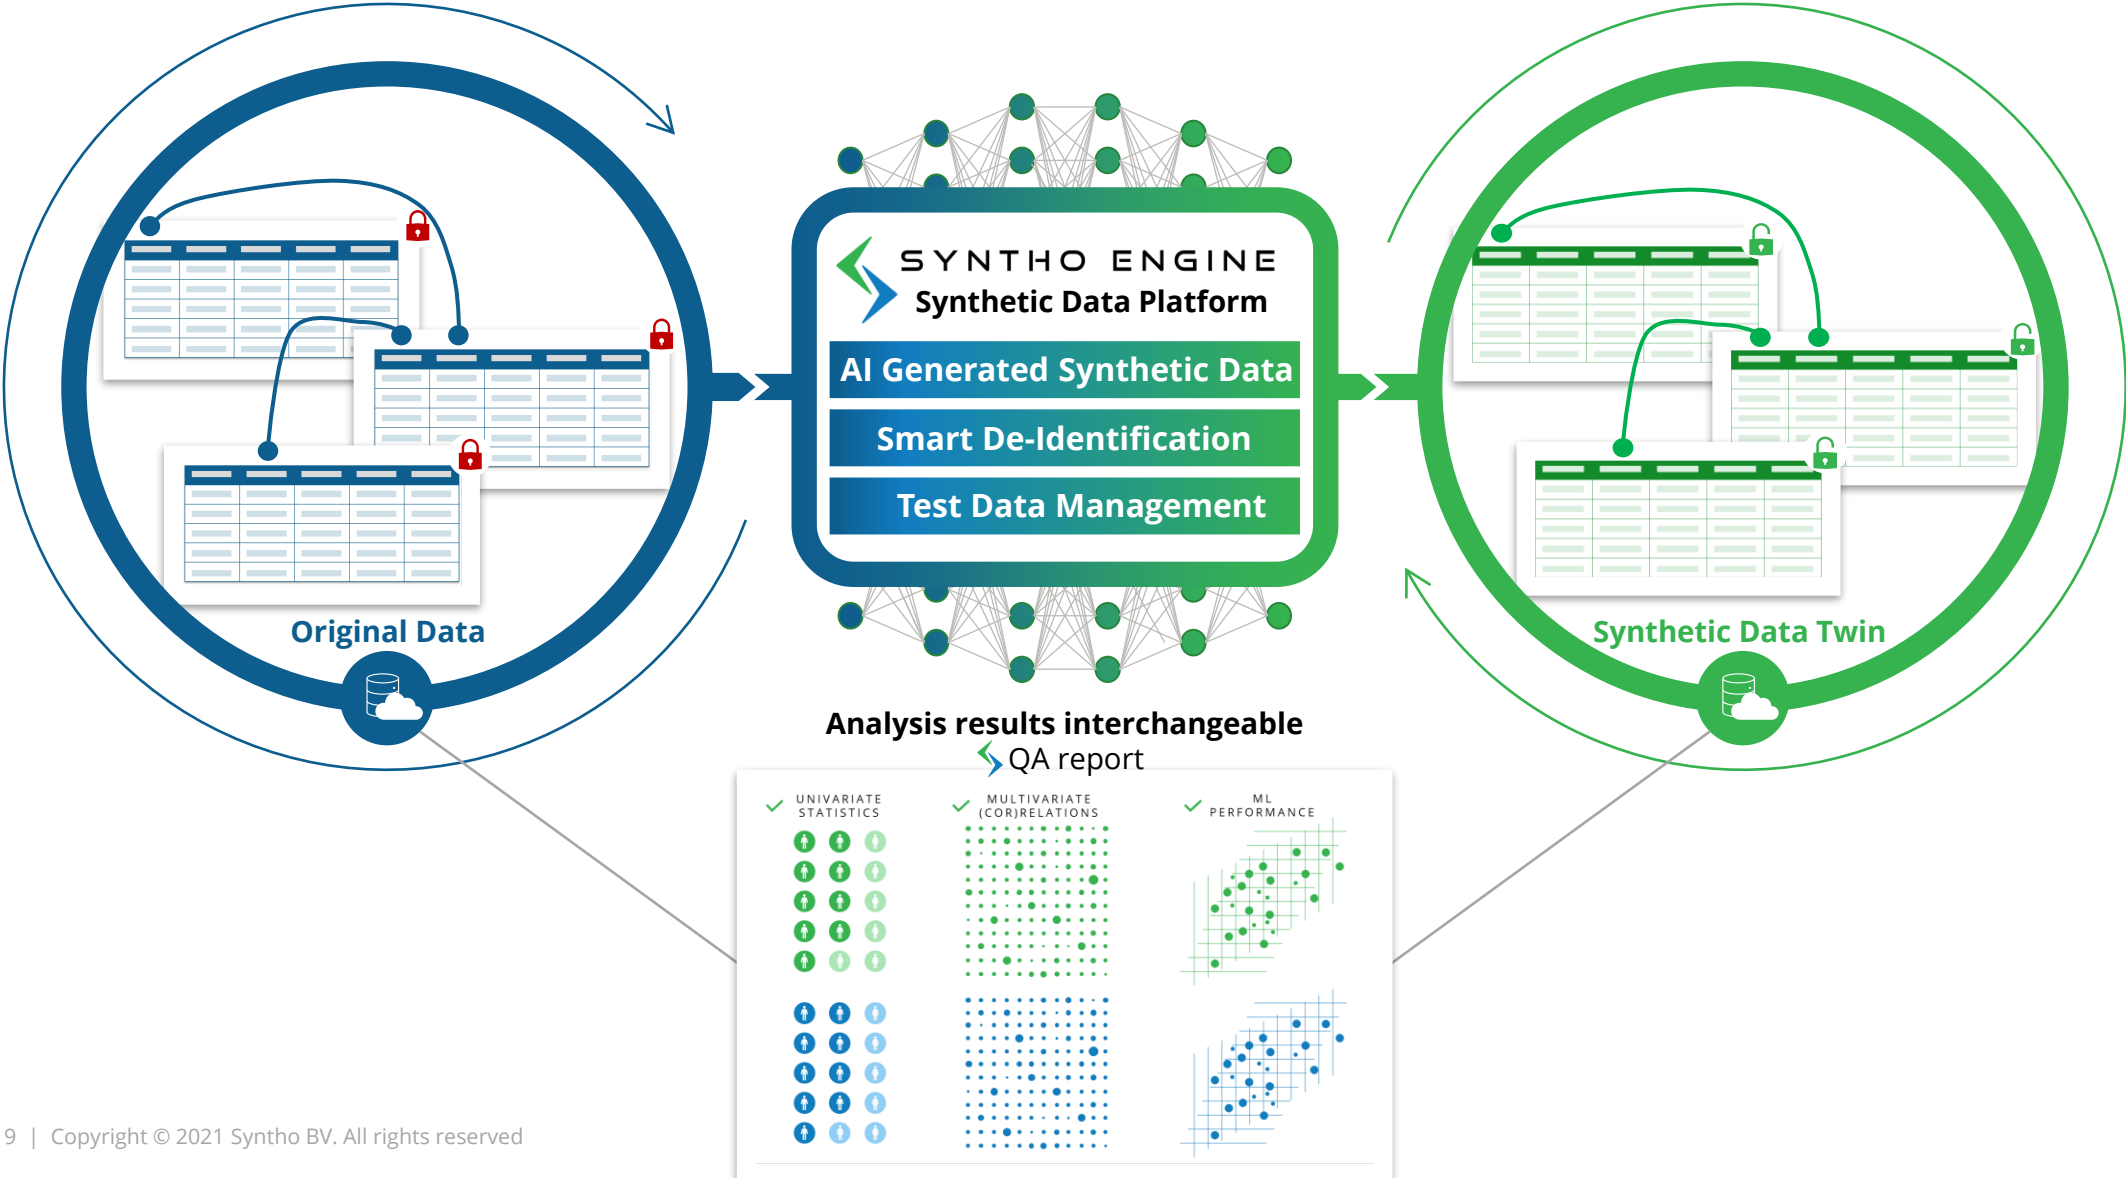 SYNTHO ENGINE
Synthetic Data Platform
AI Generated Synthetic Data
Smart De-Identification
Test Data Management
Original Data
Synthetic Data Twin
Analysis results interchangeable
QA report
UNIVARIATE
STATISTICS
MULTIVARIATE
(COR)RELATIONS
ML
PERFORMANCE
9 | Copyright © 2021 Syntho BV. All rights reserved